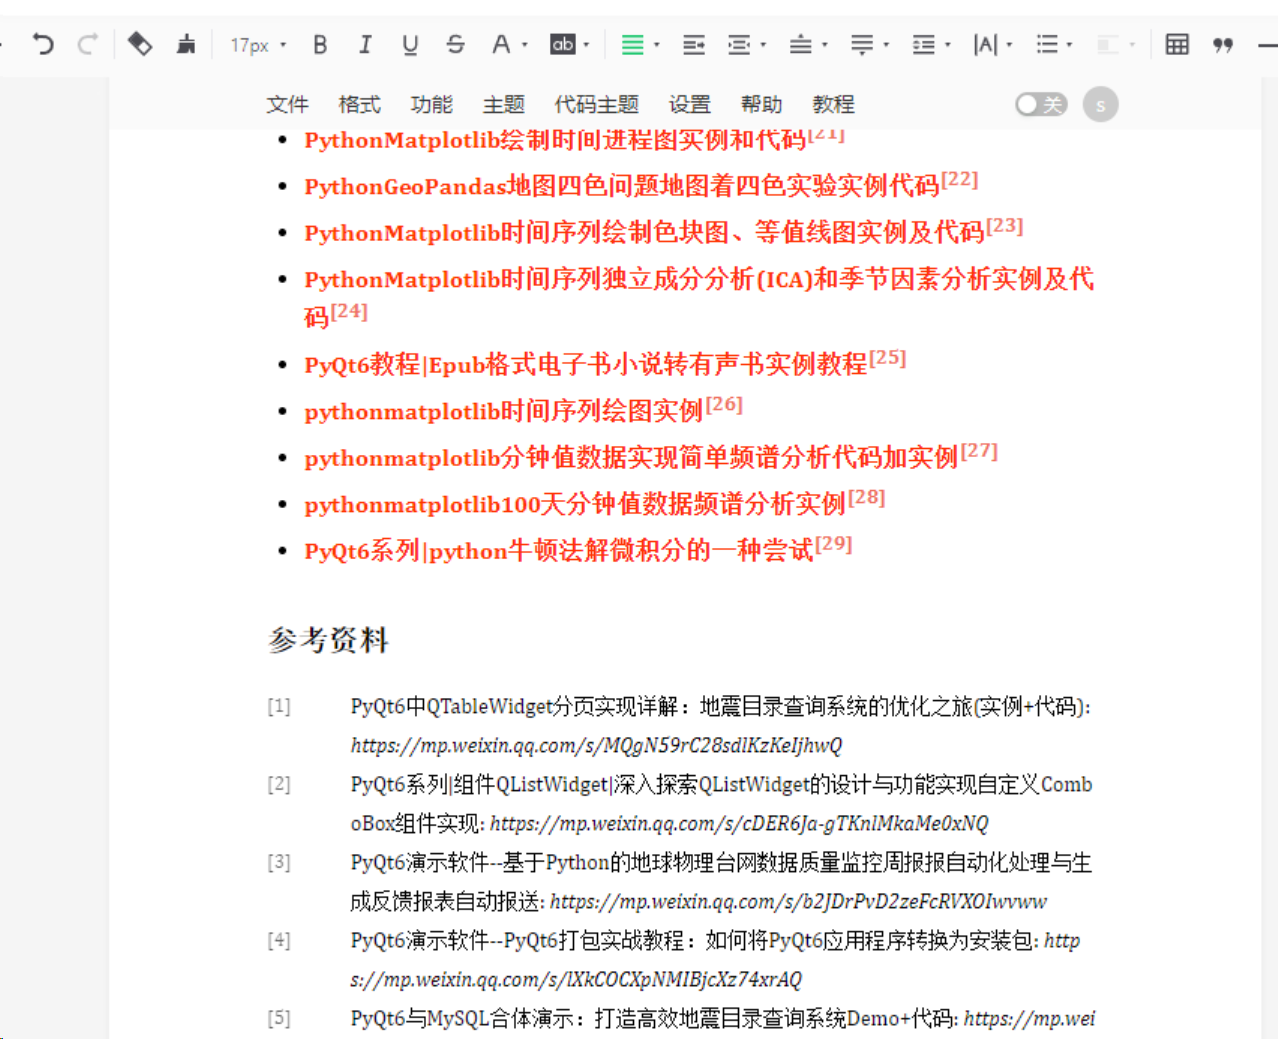 17px B I U S A ab |A|
文件 格式 功能 主题 代码主题 设置 帮助 教程 关 s
PythonMatplotlib绘制时间进程图实例和代码[21]
PythonGeoPandas地图四色问题地图着四色实验实例代码[22]
PythonMatplotlib时间序列绘制色块图、等值线图实例及代码[23]
PythonMatplotlib时间序列独立成分分析(ICA)和季节因素分析实例及代
码[24]
PyQt6教程|Epub格式电子书小说转有声书实例教程[25]
pythonmatplotlib时间序列绘图实例[26]
pythonmatplotlib分钟值数据实现简单频谱分析代码加实例[27]
pythonmatplotlib100天分钟值数据频谱分析实例[28]
PyQt6系列|python牛顿法解微积分的一种尝试[29]
参考资料
[1] PyQt6中QTableWidget分页实现详解：地震目录查询系统的优化之旅(实例+代码):
https://mp.weixin.qq.com/s/MQgN59rC28sdlKzKeIjhwQ
[2] PyQt6系列|组件QListWidget|深入探索QListWidget的设计与功能实现自定义Comb
oBox组件实现: https://mp.weixin.qq.com/s/cDER6Ja-gTKnlMkaMe0xNQ
[3] PyQt6演示软件--基于Python的地球物理台网数据质量监控周报报自动化处理与生
成反馈报表自动报送: https://mp.weixin.qq.com/s/b2JDrPvD2zeFcRVXOIwvww
[4] PyQt6演示软件--PyQt6打包实战教程：如何将PyQt6应用程序转换为安装包: http
s://mp.weixin.qq.com/s/lXkCOCXpNMIBjcXz74xrAQ
[5] PyQt6与MySQL合体演示：打造高效地震目录查询系统Demo+代码: https://mp.wei